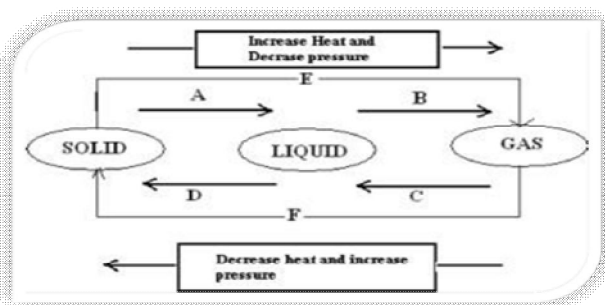 Increase Heat and
Decrase pressure
E
A
B
SOLID
LIQUID
GAS
D
C
F
Decrease heat and increase
pressure